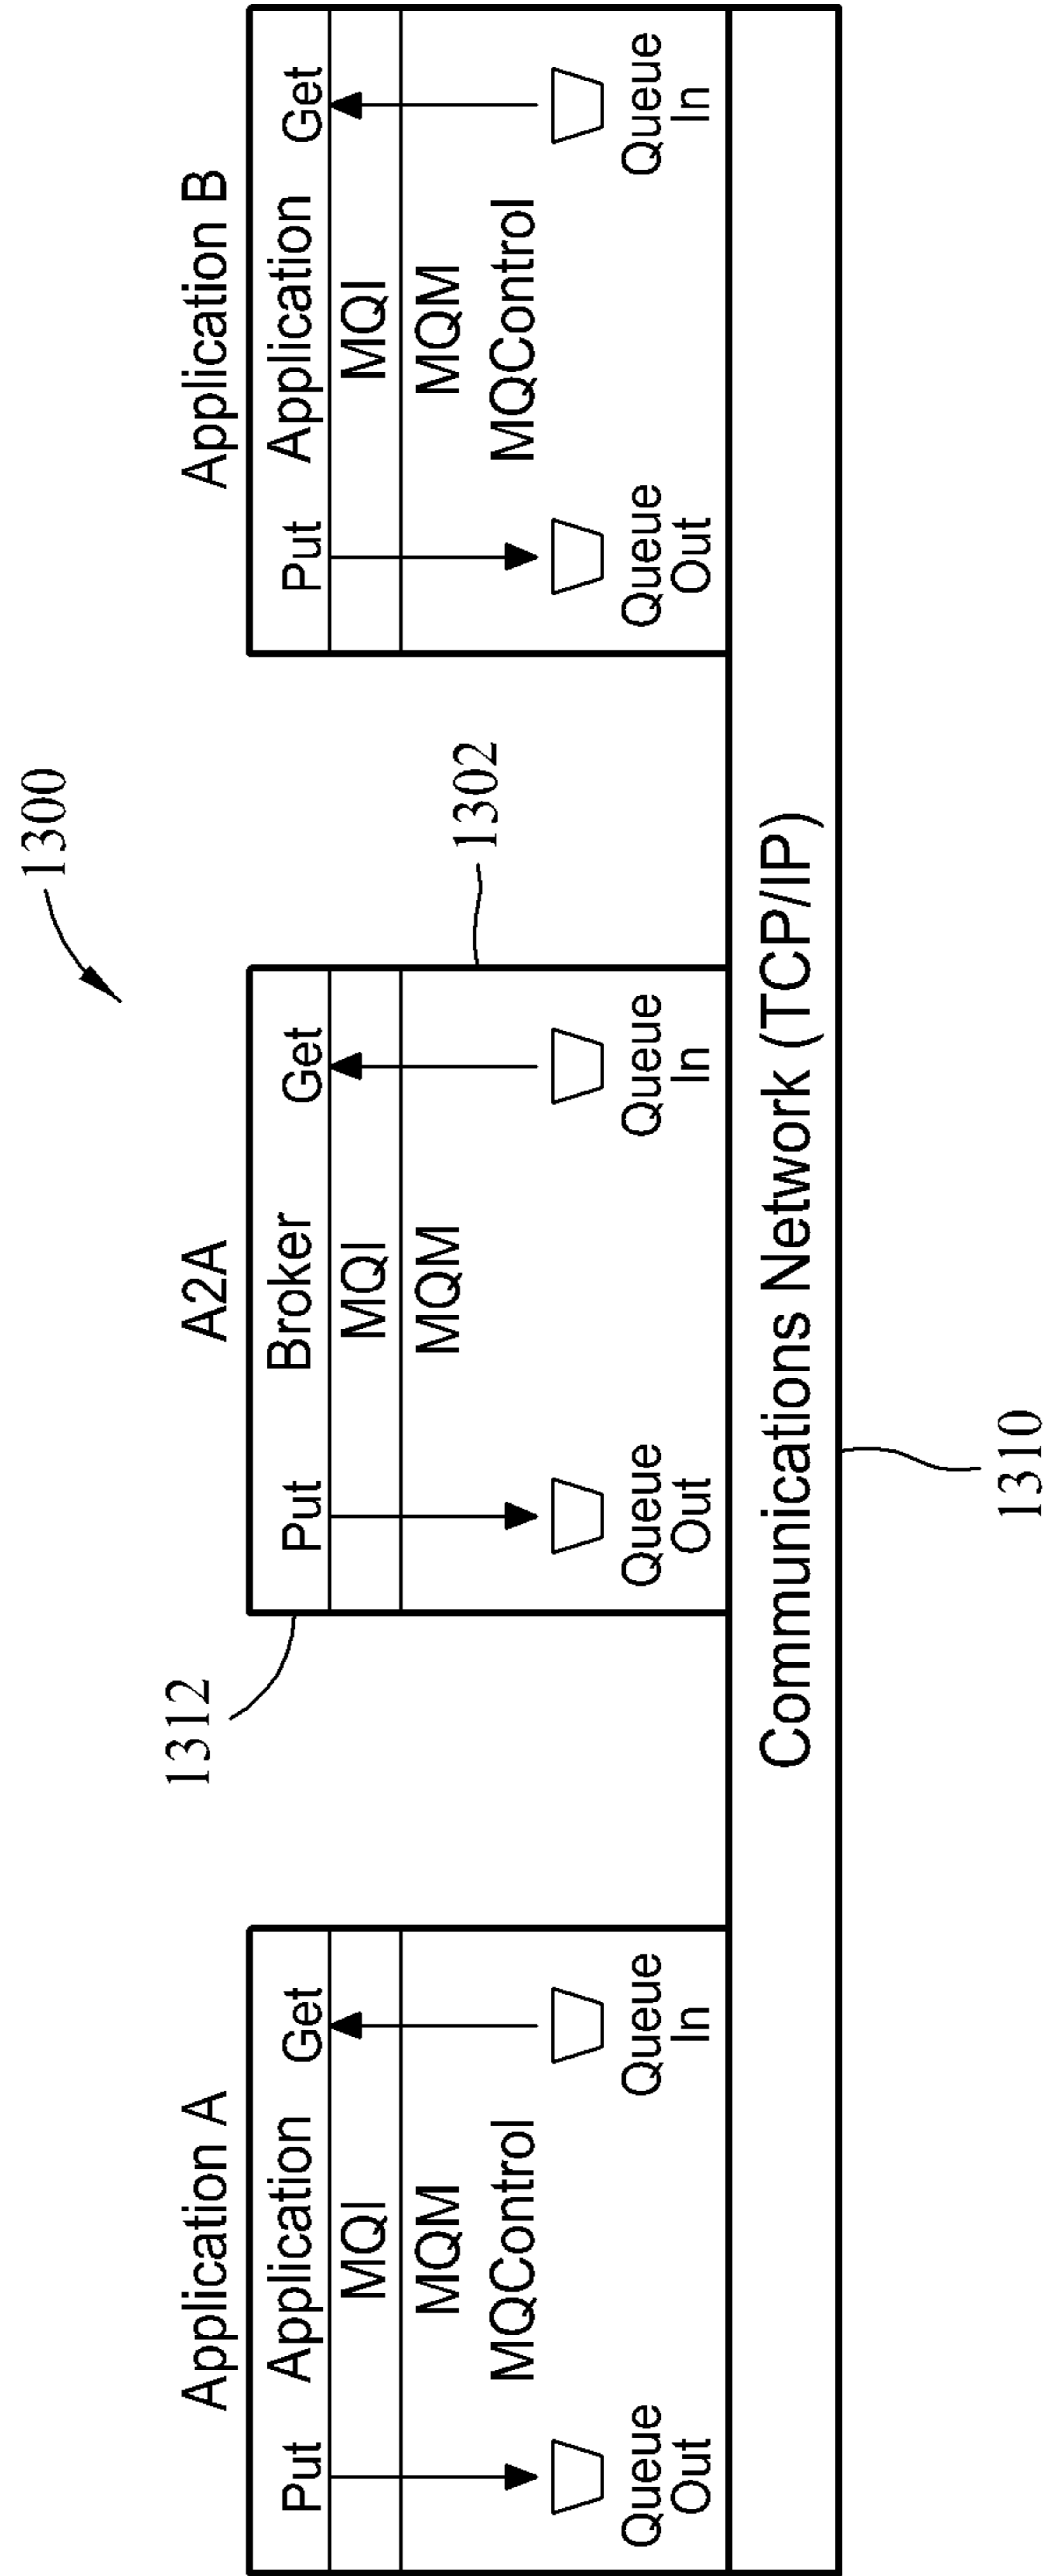 1300
Application A
Put Application Get
MQI
MQM
MQControl
Queue Out
Queue In
1312
A2A
Put Broker Get
MQI
MQM
Queue Out
Queue In
1302
Application B
Put Application Get
MQI
MQM
MQControl
Queue Out
Queue In
Communications Network (TCP/IP)
1310